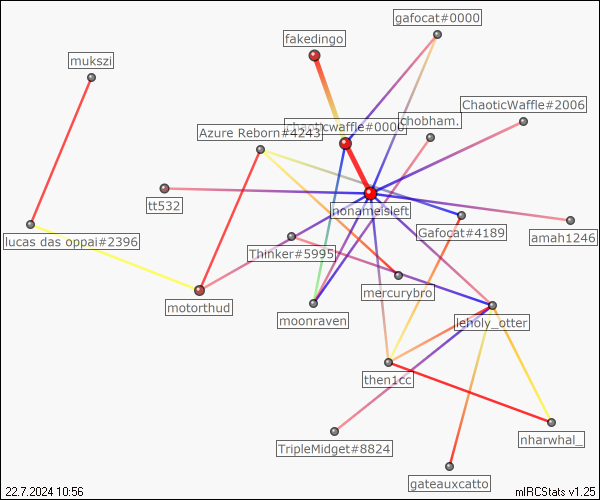 gafocat#0000
fakedingo
mukszi
ChaoticWaffle#2006
chobham.
chaoticwaffle#0000
Azure Reborn#4243
tt532
nonameisleft
Gafocat#4189
amah1246
lucas das oppai#2396
Thinker#5995
mercurybro
motorthud
moonraven
leholy_otter
then1cc
nharwhal_
TripleMidget#8824
gateauxcatto
22.7.2024 10:56
mIRCStats v1.25